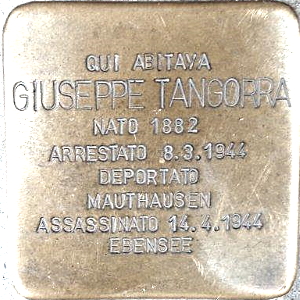 QUI ABITAVA
GIUSEPPE TANGORRA
NATO 1882
ARRESTATO 8.3.1944
DEPORTATO
MAUTHAUSEN
ASSASSINATO 14.4.1944
EBENSEE